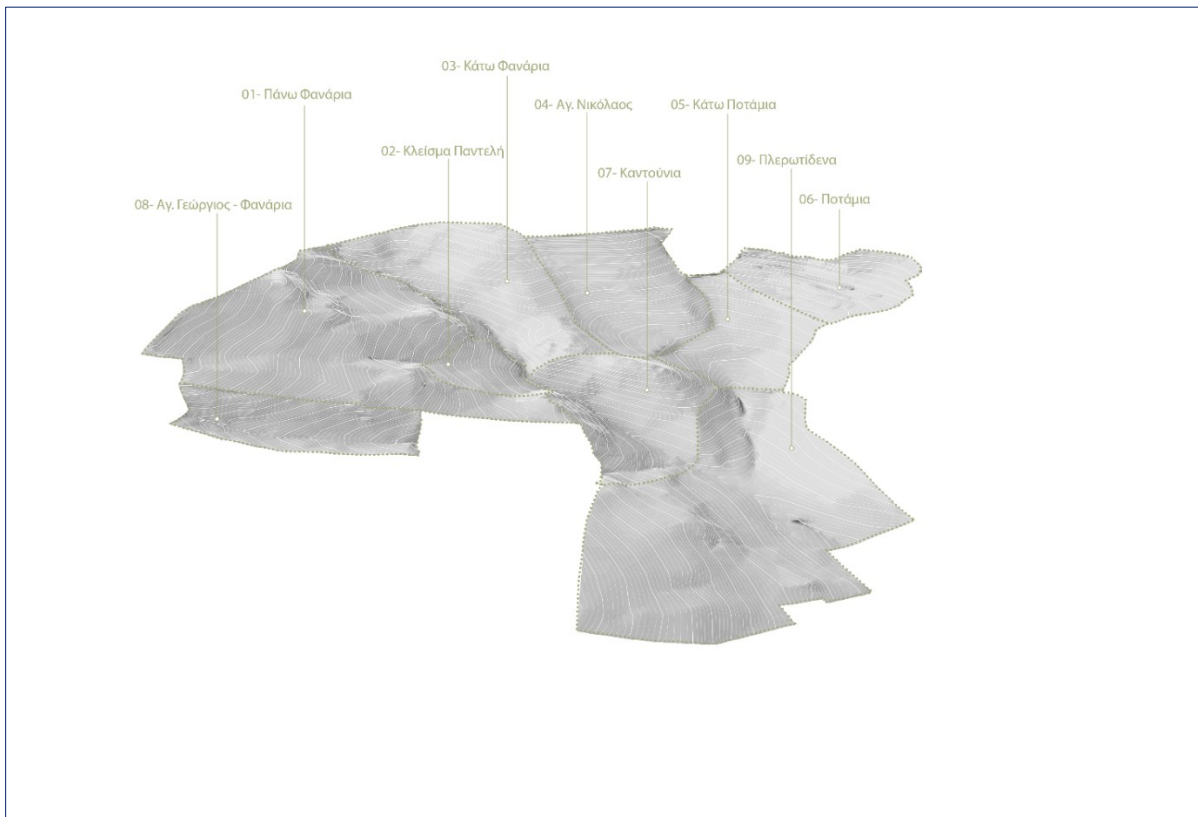 03- Κάτω Φανάρια
01- Πάνω Φανάρια
04- Αγ. Νικόλαος
05- Κάτω Ποτάμια
02- Κλείσμα Παντελή
09- Πλερωτίδενα
07- Καντούνια
06- Ποτάμια
08- Αγ. Γεώργιος - Φανάρια